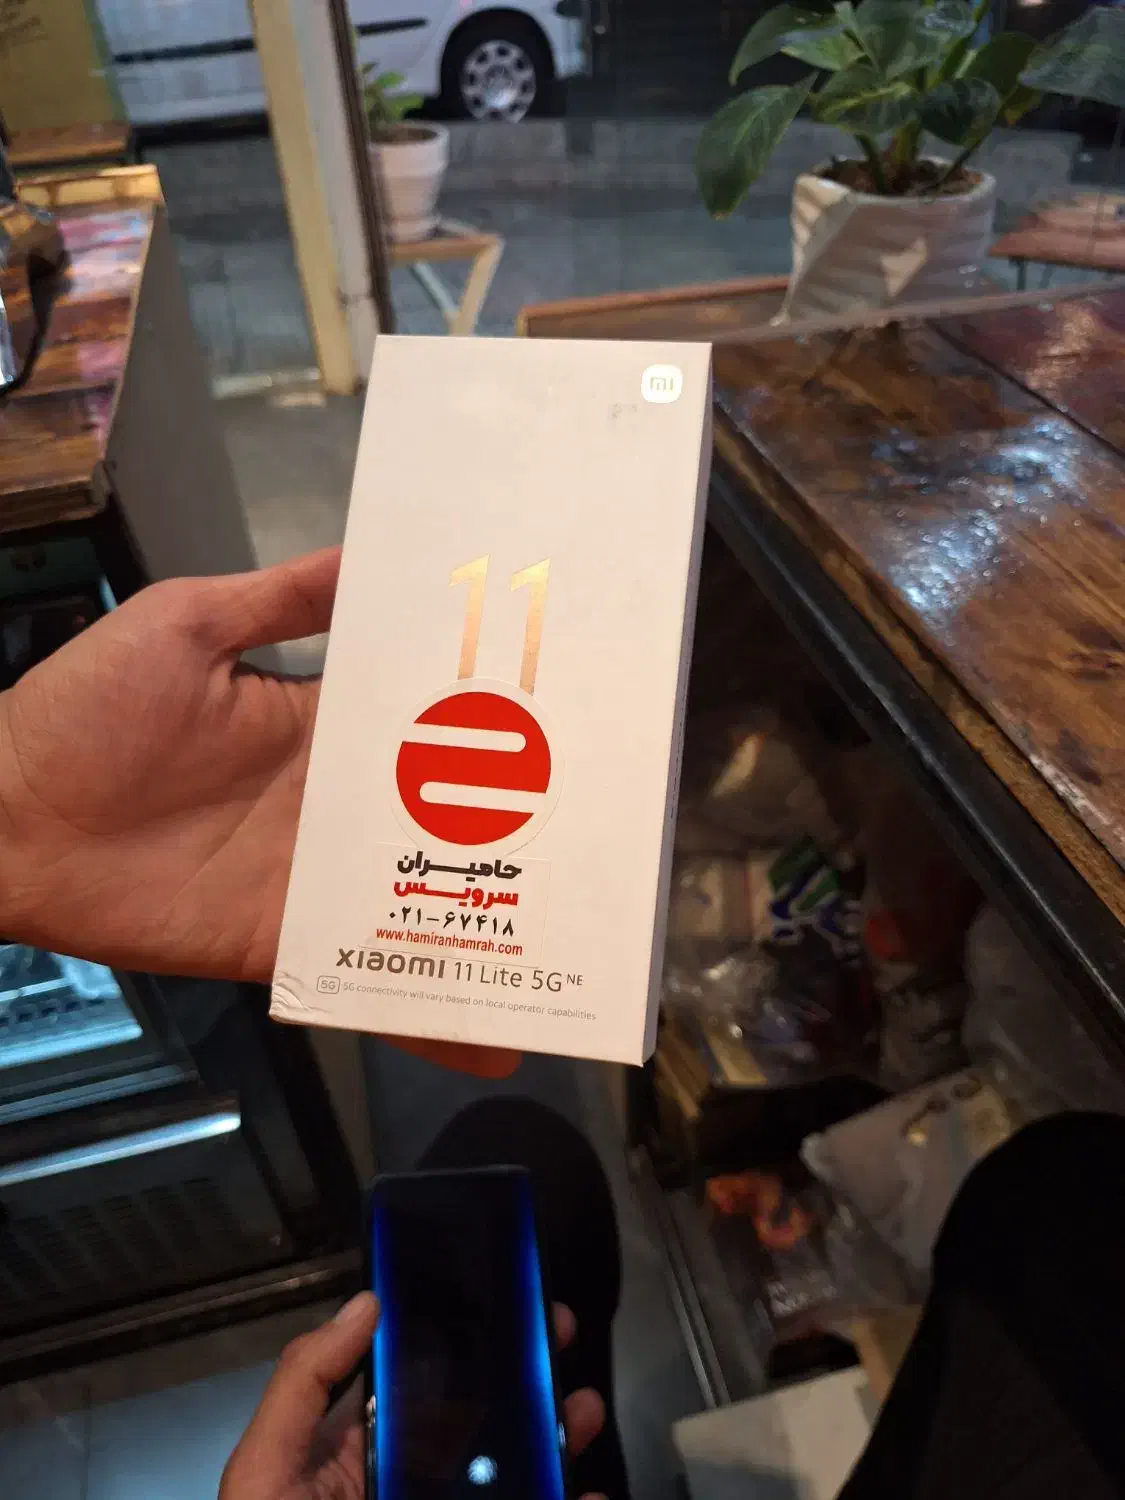 mi
11
حامیران
سرویس
۰۲۱-۶۷۴۱۸
www.hamiranhamrah.com
xiaomi 11 Lite 5G NE
5G 5G connectivity will vary based on local operator capabilities